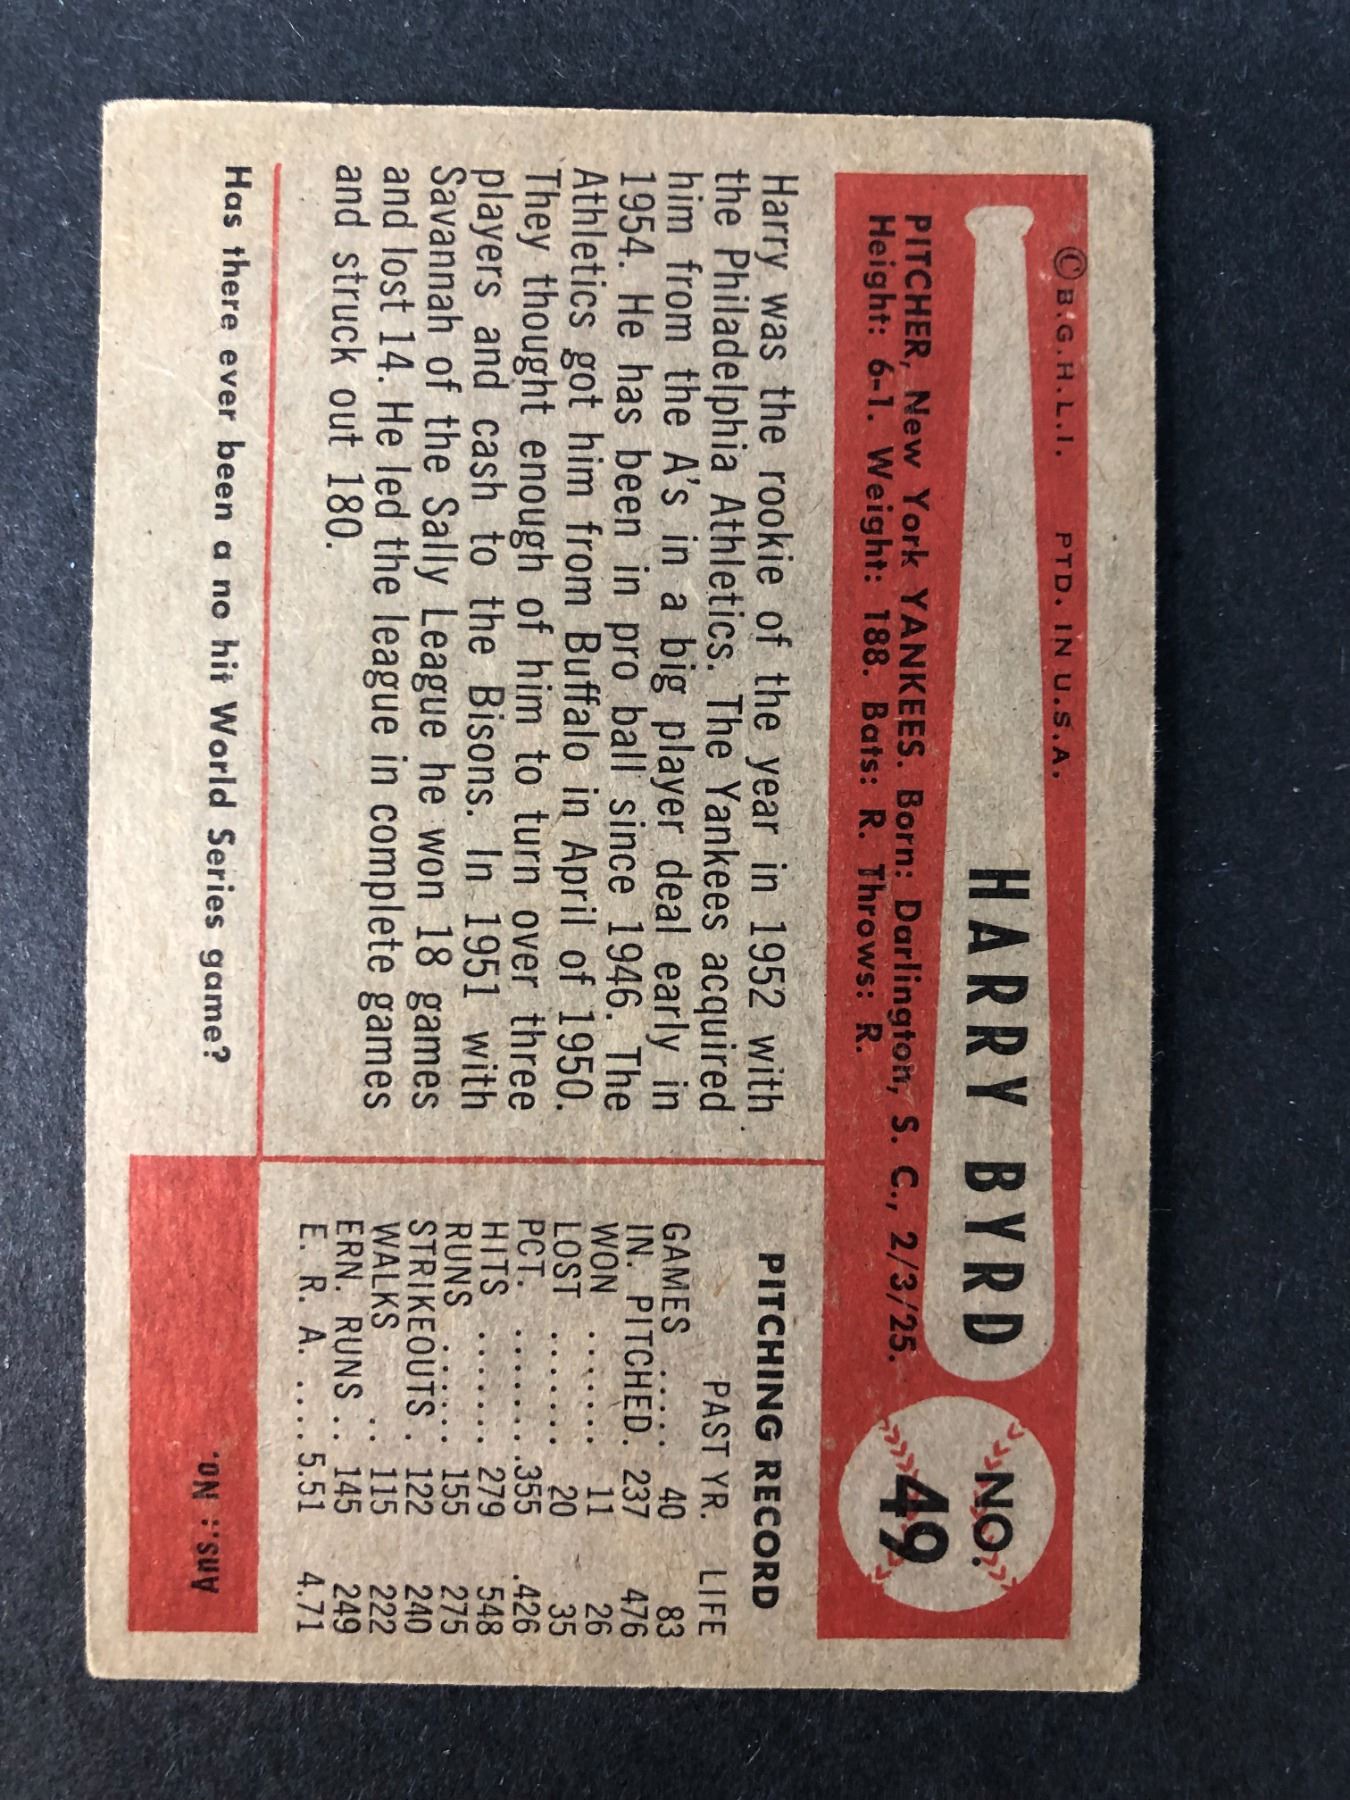 ©B.G.H.L.I. PTD. IN U.S.A.
HARRY BYRD
NO.
49
PITCHER, New York YANKEES. Born: Darlington, S. C., 2/3/25.
Height: 6-1. Weight: 188. Bats: R. Throws: R.
Harry was the rookie of the year in 1952 with
the Philadelphia Athletics. The Yankees acquired
him from the A's in a big player deal early in
1954. He has been in pro ball since 1946. The
Athletics got him from Buffalo in April of 1950.
They thought enough of him to turn over three
players and cash to the Bisons. In 1951 with
Savannah of the Sally League he won 18 games
and lost 14. He led the league in complete games
and struck out 180.
PITCHING RECORD
PAST YR. LIFE
GAMES ..... 40 83
IN. PITCHED. 237 476
WON ...... 11 26
LOST ....... 20 35
PCT. ........ .355 .426
HITS ....... 279 548
RUNS ...... 155 275
STRIKEOUTS . 122 240
WALKS .. 115 222
ERN. RUNS .. 145 249
E. R. A. .... 5.51 4.71
Has there ever been a no hit World Series game?
Ans.: No.